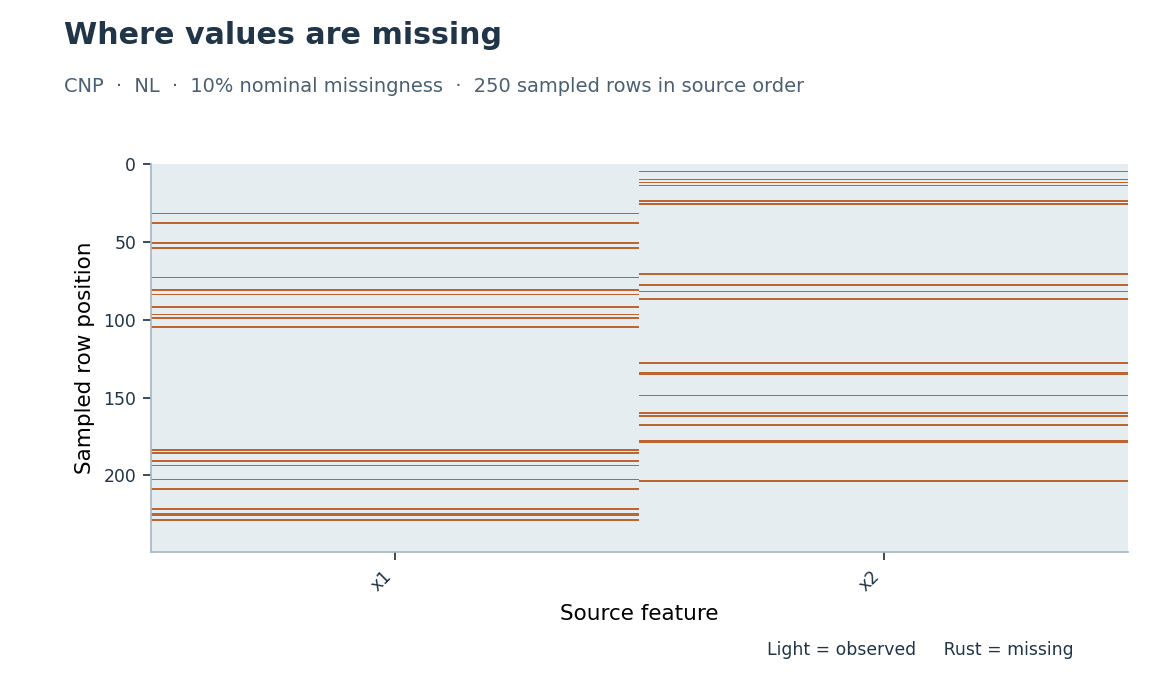 Where values are missing
CNP · NL · 10% nominal missingness · 250 sampled rows in source order
0
50
100
150
200
Sampled row position
x1
x2
Source feature
Light = observed Rust = missing